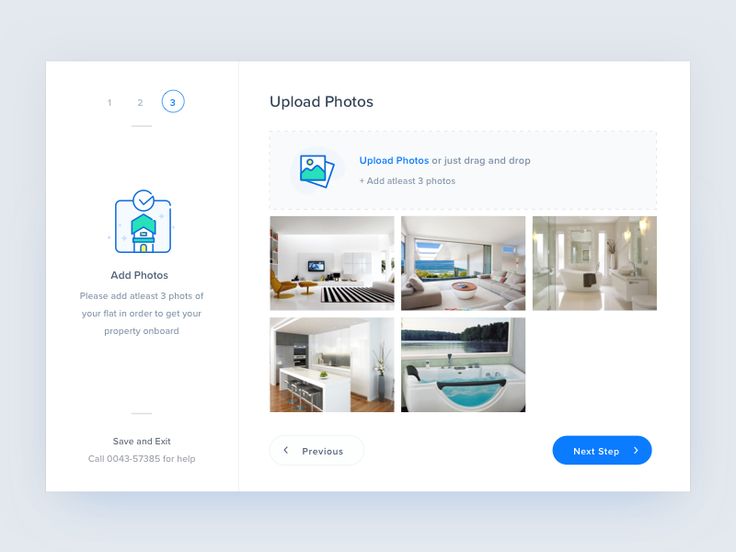 1 2 3
Add Photos
Please add atleast 3 phots of
your flat in order to get your
property onboard
Save and Exit
Call 0043-57385 for help
Upload Photos
Upload Photos or just drag and drop
+ Add atleast 3 photos
Previous
Next Step